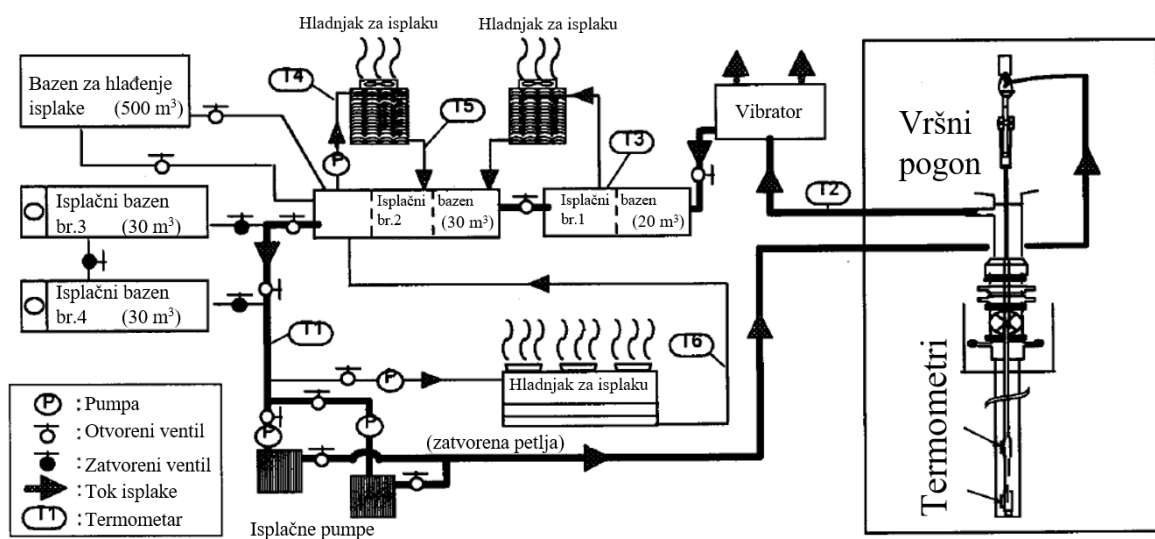 Hladnjak za isplaku
Hladnjak za isplaku
Bazen za hlađenje
isplake (500 m³)
T4
T5
T3
Vibrator
Vršni
pogon
P
Isplačni bazen
br.3 (30 m³)
Isplačni bazen
br.2 (30 m³)
Isplačni bazen
br.1 (20 m³)
T2
Isplačni bazen
br.4 (30 m³)
T1
T6
P
Hladnjak za isplaku
P
P
(zatvorena petlja)
Isplačne pumpe
Termometri
P : Pumpa
: Otvoreni ventil
: Zatvoreni ventil
: Tok isplake
T1 : Termometar